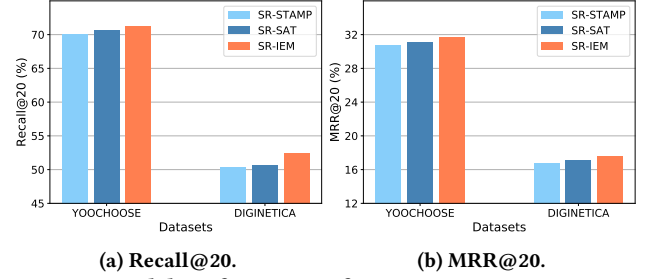 SR-STAMP
SR-SAT
SR-IEM
Recall@20 (%)
70
65
60
55
50
45
YOOCHOOSE DIGINETICA
Datasets
(a) Recall@20.
SR-STAMP
SR-SAT
SR-IEM
MRR@20 (%)
32
28
24
20
16
12
YOOCHOOSE DIGINETICA
Datasets
(b) MRR@20.